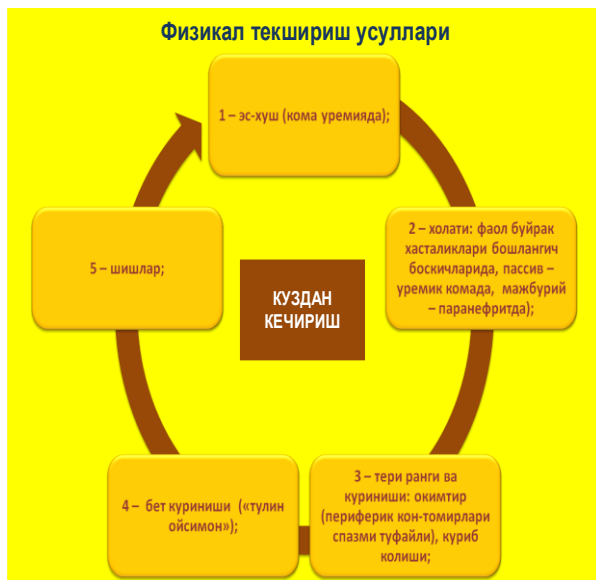 Физикал текшириш усуллари
1 – эс-хуш (кома уремияда);
2 – холати: фаол буйрак
хасталиклари бошлангич
боскичларида, пассив –
уремик комада, мажбурий
– паранефритда);
3 – тери ранги ва
куриниши: окимтир
(периферик кон-томирлари
спазми туфайли), куриб
колиши;
4 – бет куриниши («тулин
ойсимон»);
5 – шишлар;
КУЗДАН
КЕЧИРИШ